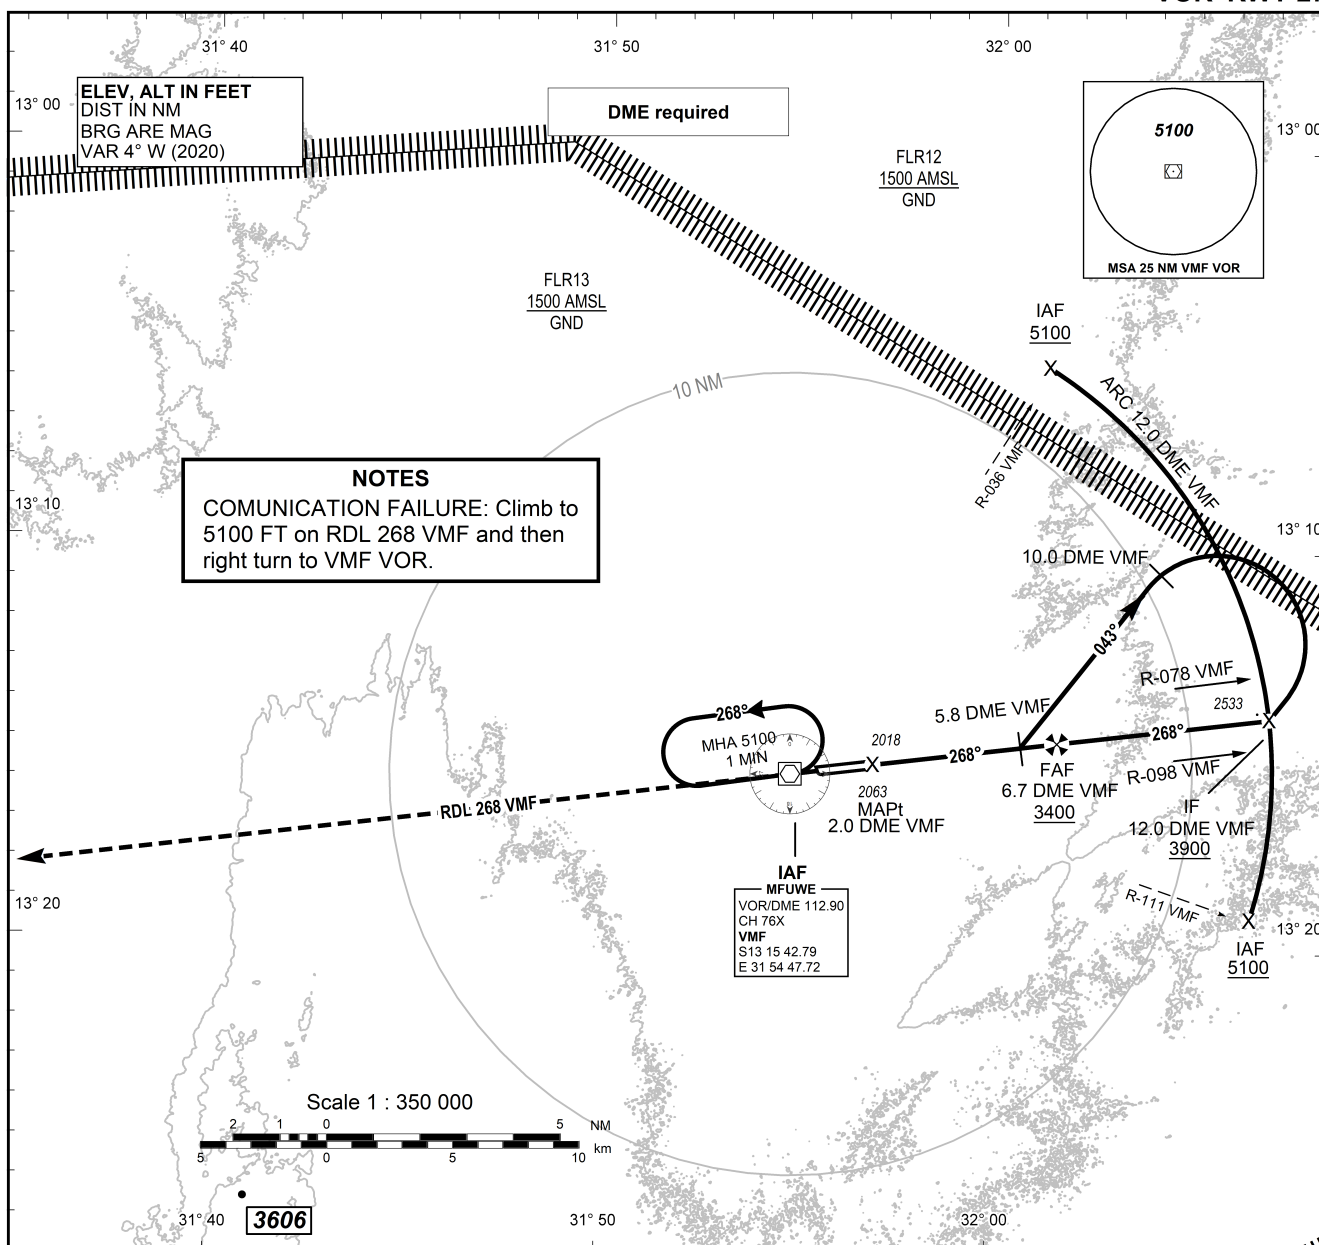 31° 40
31° 50
32° 00
ELEV, ALT IN FEET
DIST IN NM
BRG ARE MAG
VAR 4° W (2020)
13° 00
DME required
5100
13° 00
MSA 25 NM VMF VOR
FLR12
1500 AMSL
GND
FLR13
1500 AMSL
GND
IAF
5100
10 NM
ARC 12.0 DME VMF
R-036 VMF
NOTES
COMUNICATION FAILURE: Climb to
5100 FT on RDL 268 VMF and then
right turn to VMF VOR.
13° 10
13° 10
10.0 DME VMF
043°
R-078 VMF
2533
5.8 DME VMF
268°
268°
268°
MHA 5100
1 MIN
2018
R-098 VMF
FAF
6.7 DME VMF
3400
2063
MAPt
2.0 DME VMF
IF
12.0 DME VMF
3900
RDL 268 VMF
IAF
MFUWE
VOR/DME 112.90
CH 76X
VMF
S13 15 42.79
E 31 54 47.72
R-111 VMF
13° 20
13° 20
IAF
5100
Scale 1 : 350 000
2 1 0 5 NM
5 0 5 10 km
3606
31° 40
31° 50
32° 00